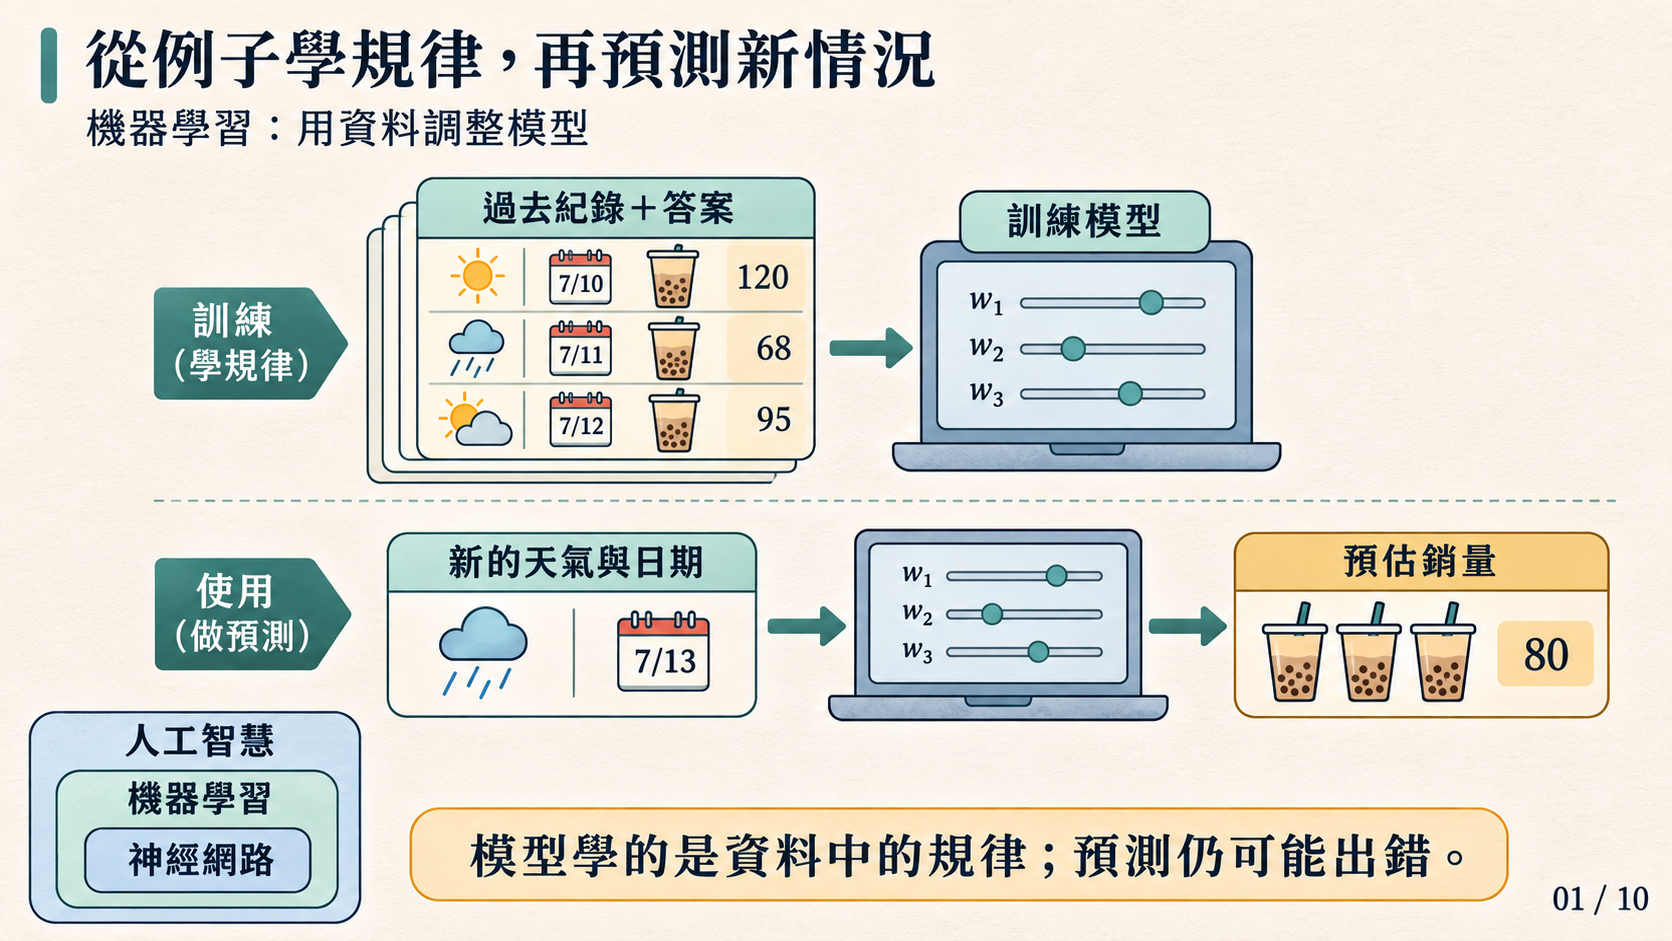 從例子學規律，再預測新情況
機器學習：用資料調整模型
訓練
（學規律）
過去紀錄＋答案
7/10 120
7/11 68
7/12 95
訓練模型
w₁
w₂
w₃
使用
（做預測）
新的天氣與日期
7/13
w₁
w₂
w₃
預估銷量
80
人工智慧
機器學習
神經網路
模型學的是資料中的規律；預測仍可能出錯。
01 / 10